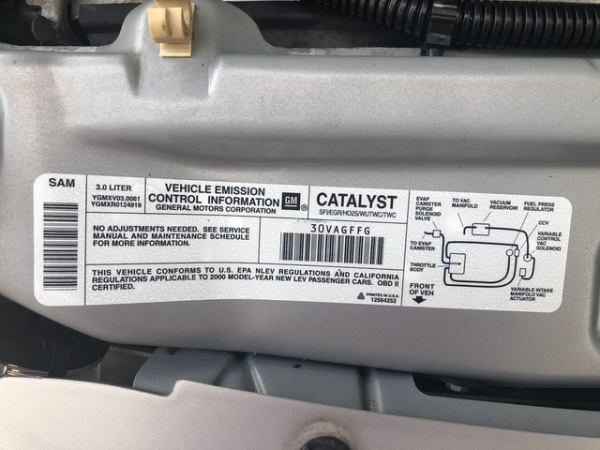 SAM
3.0 LITER
YGMXV03.0061
YGMXR0124919
VEHICLE EMISSION
CONTROL INFORMATION
GENERAL MOTORS CORPORATION
GM
CATALYST
SFI/EGR/HO2S/WUTWC/TWC
NO ADJUSTMENTS NEEDED. SEE SERVICE
MANUAL AND MAINTENANCE SCHEDULE
FOR MORE INFORMATION.
30VAGFFG
THIS VEHICLE CONFORMS TO U.S. EPA NLEV REGULATIONS AND CALIFORNIA
REGULATIONS APPLICABLE TO 2000 MODEL-YEAR NEW LEV PASSENGER CARS. OBD II
CERTIFIED.
PRINTED IN U.S.A.
12564252
EVAP
CANISTER
PURGE
SOLENOID
VALVE
TO VAC
MANIFOLD
VACUUM
RESERVOIR
FUEL PRESS
REGULATOR
CCV
VARIABLE
CONTROL
VAC
SOLENOID
TO EVAP
CANISTER
THROTTLE
BODY
FRONT
OF VEH
VARIABLE INTAKE
MANIFOLD VAC
ACTUATOR